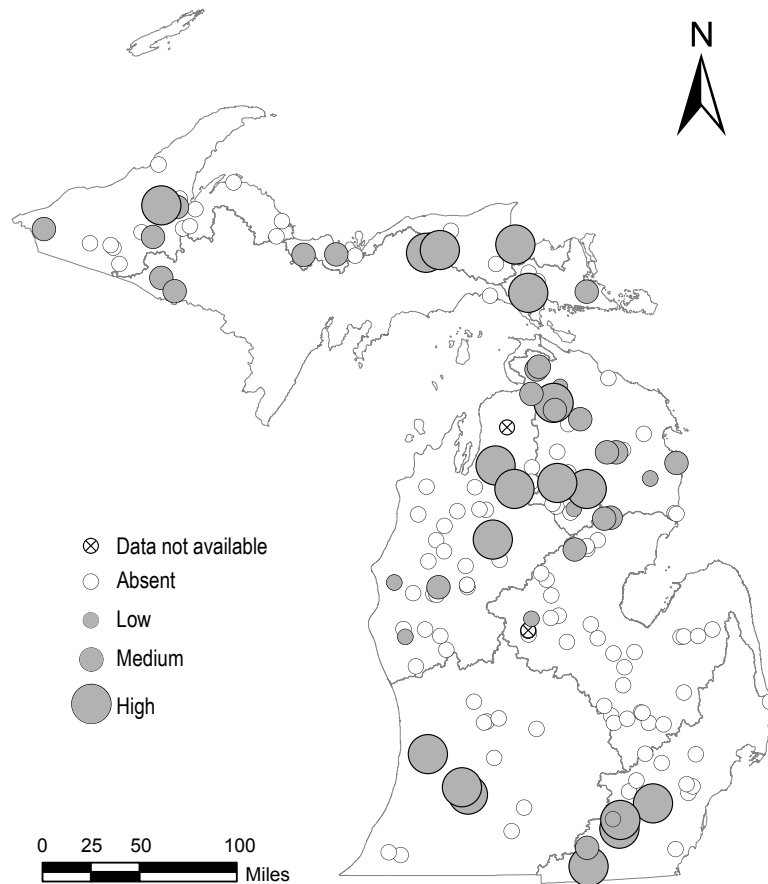 N
Data not available
Absent
Low
Medium
High
0 25 50 100
Miles